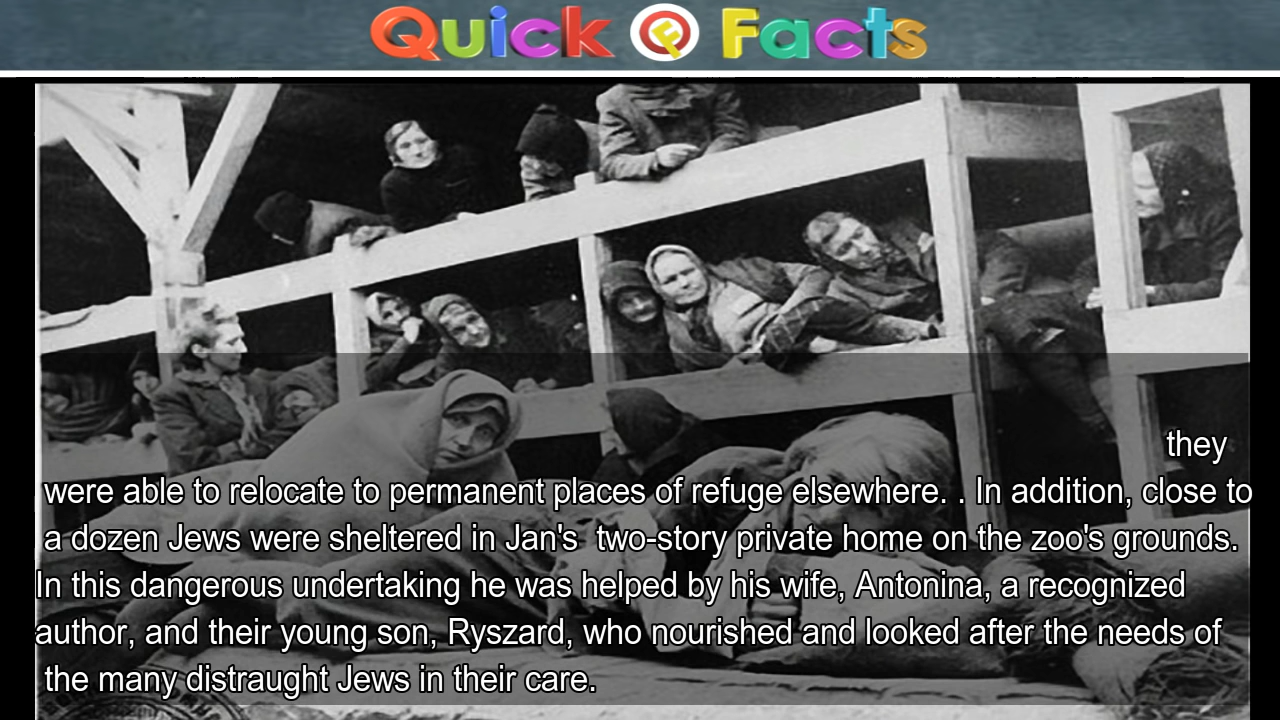 Quick F Facts
they
were able to relocate to permanent places of refuge elsewhere. . In addition, close to
a dozen Jews were sheltered in Jan's  two-story private home on the zoo's grounds.
In this dangerous undertaking he was helped by his wife, Antonina, a recognized
author, and their young son, Ryszard, who nourished and looked after the needs of
the many distraught Jews in their care.